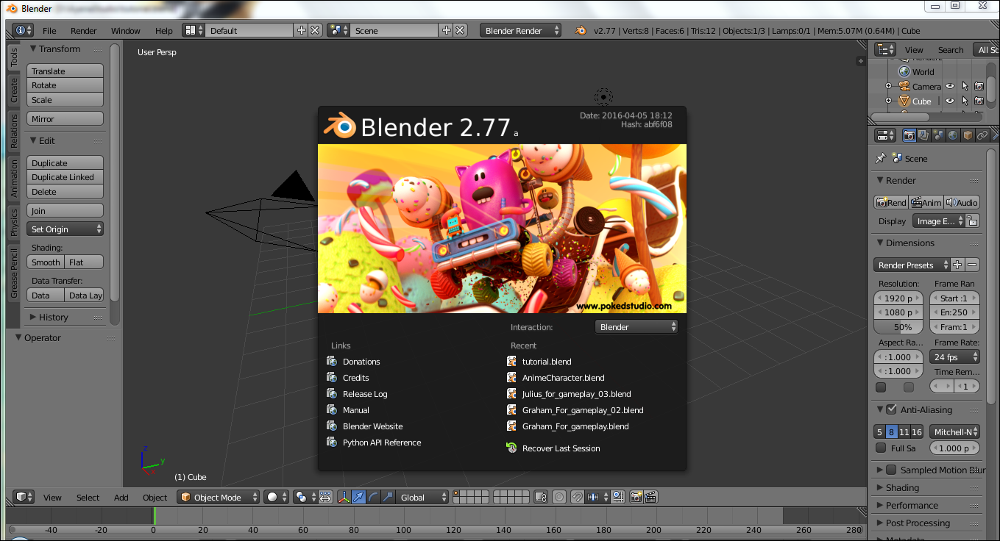 Blender
File Render Window Help Default Scene Blender Render v2.77 | Verts:8 | Faces:6 | Tris:12 | Objects:1/3 | Lamps:0/1 | Mem:5.07M (0.64M) | Cube
Tools
Create
Relations
Animation
Physics
Grease Pencil
Transform
Translate
Rotate
Scale
Mirror
Edit
Duplicate
Duplicate Linked
Delete
Join
Set Origin
Shading:
Smooth Flat
Data Transfer:
Data Data Lay
History
Operator
User Persp
Blender 2.77 a
Date: 2016-04-05 18:12
Hash: abf6f08
www.pokedstudio.com
Interaction: Blender
Links
Donations
Credits
Release Log
Manual
Blender Website
Python API Reference
Recent
tutorial.blend
AnimeCharacter.blend
Julius_for_gameplay_03.blend
Graham_For_gameplay_02.blend
Graham_For_gameplay.blend
Recover Last Session
z
y
x
(1) Cube
View Search All Sc
World
Camera
Cube
Scene
Render
Rend Anim Audio
Display Image E...
Dimensions
Render Presets
Resolution: Frame Ran
1920 p Start :1
1080 p En:250
50% Fram:1
Aspect Ra... Frame Rate:
: 1.000 24 fps
: 1.000 Time Rem...
1
Anti-Aliasing
5 8 11 16 Mitchell-N
Full Sa 1.000 p
Sampled Motion Blur
Shading
Performance
Post Processing
View Select Add Object Object Mode Global
-40 -20 0 20 40 60 80 100 120 140 160 180 200 220 240 260 280